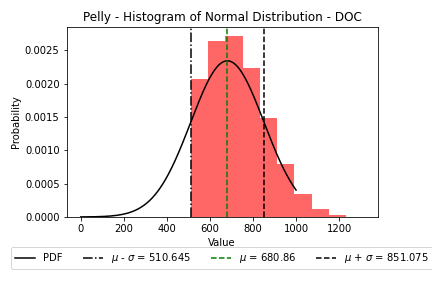 Pelly - Histogram of Normal Distribution - DOC
Probability
0.0025
0.0020
0.0015
0.0010
0.0005
0.0000
0 200 400 600 800 1000 1200
Value
PDF μ - σ = 510.645 μ = 680.86 μ + σ = 851.075